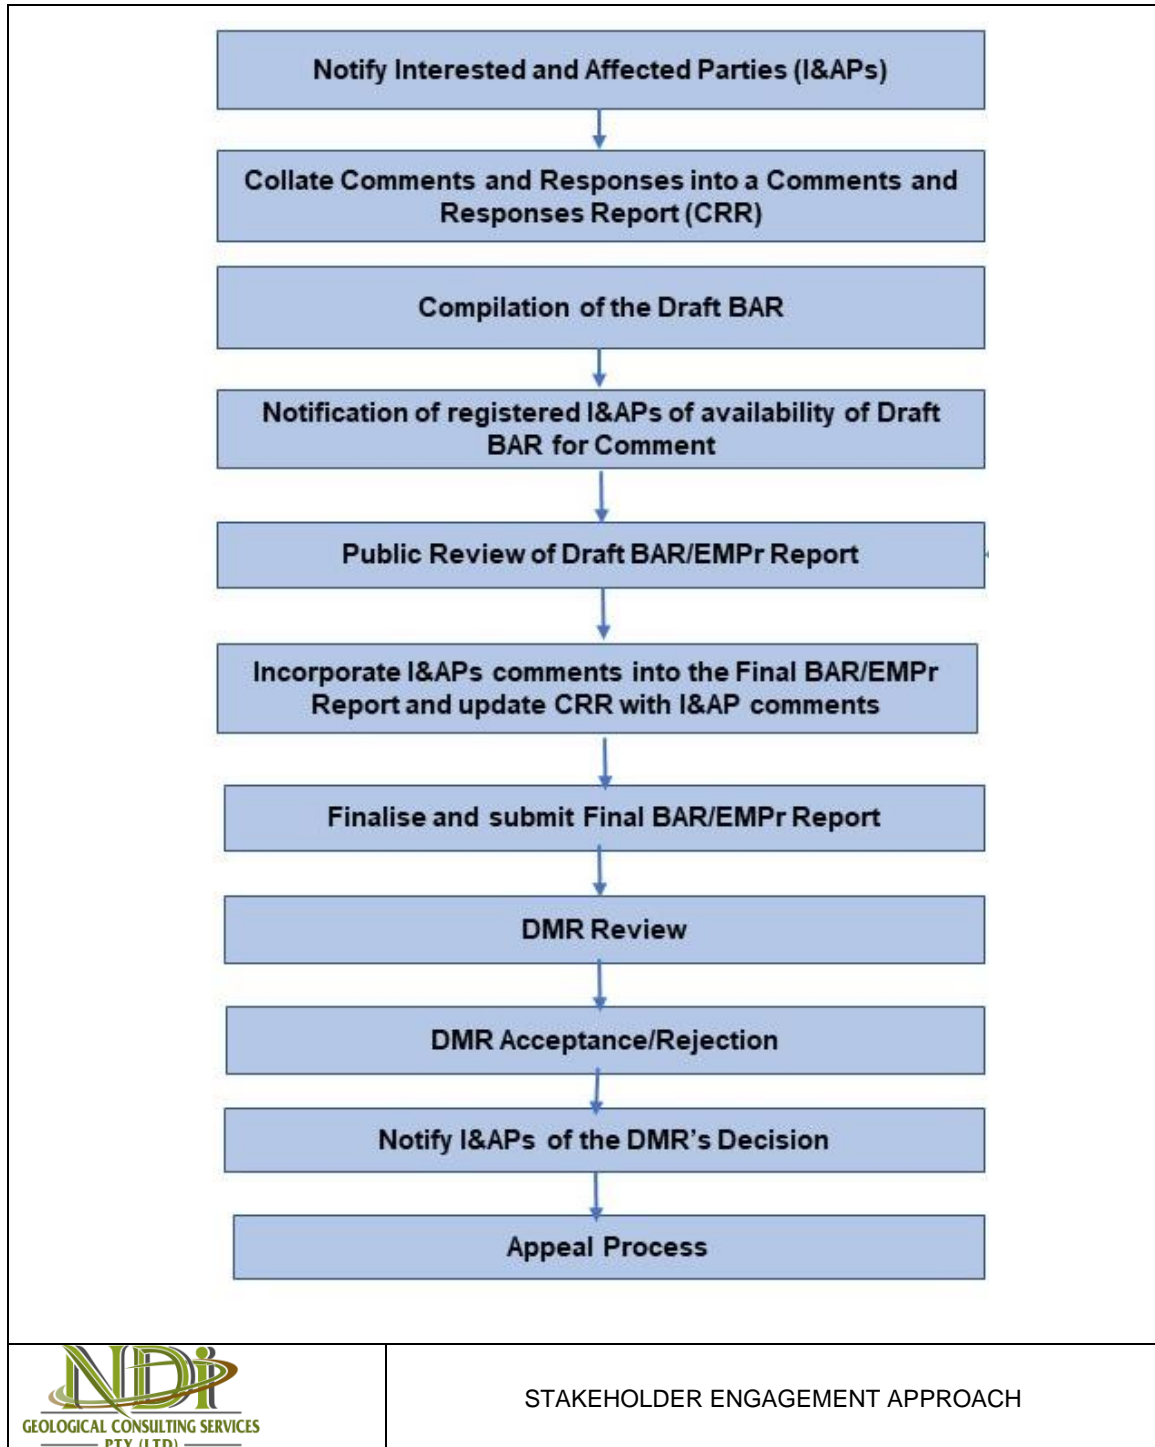 Notify Interested and Affected Parties (I&APs)
Collate Comments and Responses into a Comments and
Responses Report (CRR)
Compilation of the Draft BAR
Notification of registered I&APs of availability of Draft
BAR for Comment
Public Review of Draft BAR/EMPr Report
Incorporate I&APs comments into the Final BAR/EMPr
Report and update CRR with I&AP comments
Finalise and submit Final BAR/EMPr Report
DMR Review
DMR Acceptance/Rejection
Notify I&APs of the DMR's Decision
Appeal Process
NDi
GEOLOGICAL CONSULTING SERVICES
PTY (LTD)
STAKEHOLDER ENGAGEMENT APPROACH